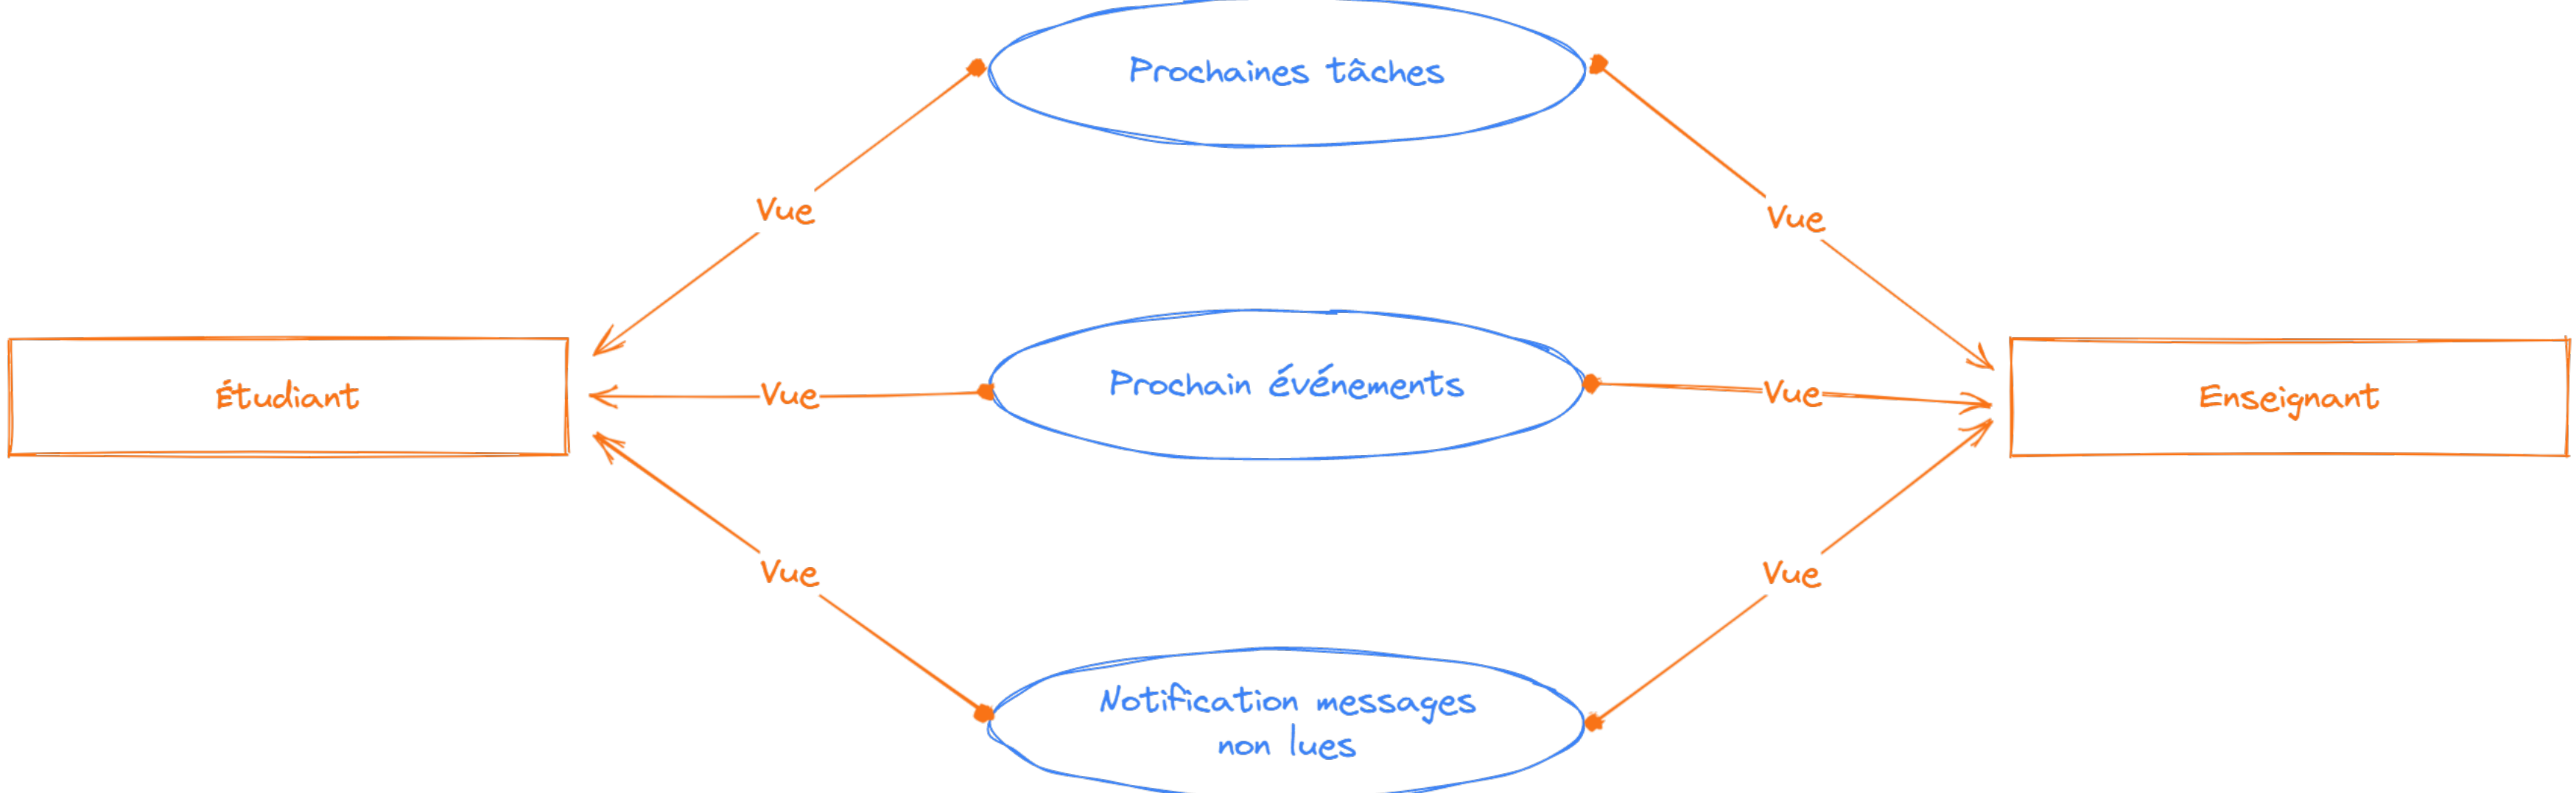 Prochaines tâches
Vue
Vue
Étudiant
Vue
Prochain événements
Vue
Enseignant
Vue
Vue
Notification messages
non lues